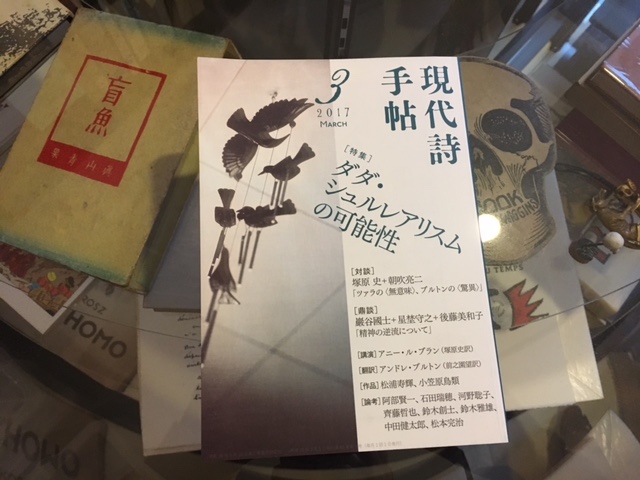 3
2017
MARCH
現代詩
手帖
[特集]
ダダ・
シュルレアリスム
の可能性
[対談]
塚原 史+朝吹亮二
「ツァラの〈無意味〉、ブルトンの〈驚異〉」
[鼎談]
巖谷國士+星埜守之+後藤美和子
「精神の逆流について」
[講演]アニー・ル・ブラン(塚原史訳)
[翻訳]アンドレ・ブルトン(前之園望訳)
[作品]松浦寿輝、小笠原鳥類
[論考]阿部賢一、石田瑞穂、河野聡子、
齊藤哲也、鈴木創士、鈴木雅雄、
中田健太郎、松本完治
盲魚
HOMO
HOMO
BOOK
HIGGINS
DU TEMPS